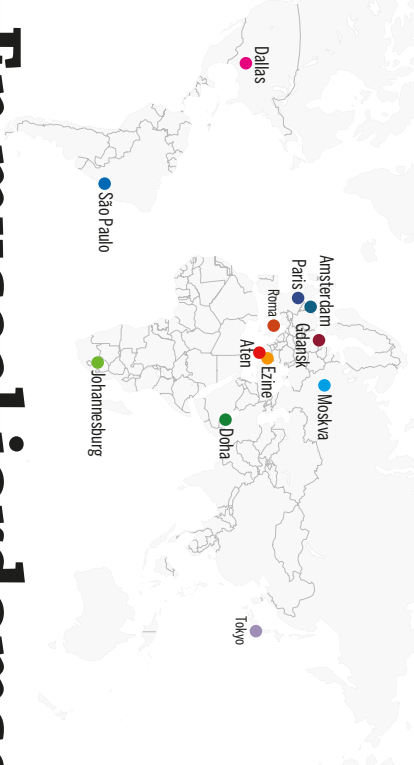 Amsterdam
Moskva
Paris
Gdansk
Roma
Ezine
Dallas
Aten
Tokyo
Doha
São Paulo
Johannesburg